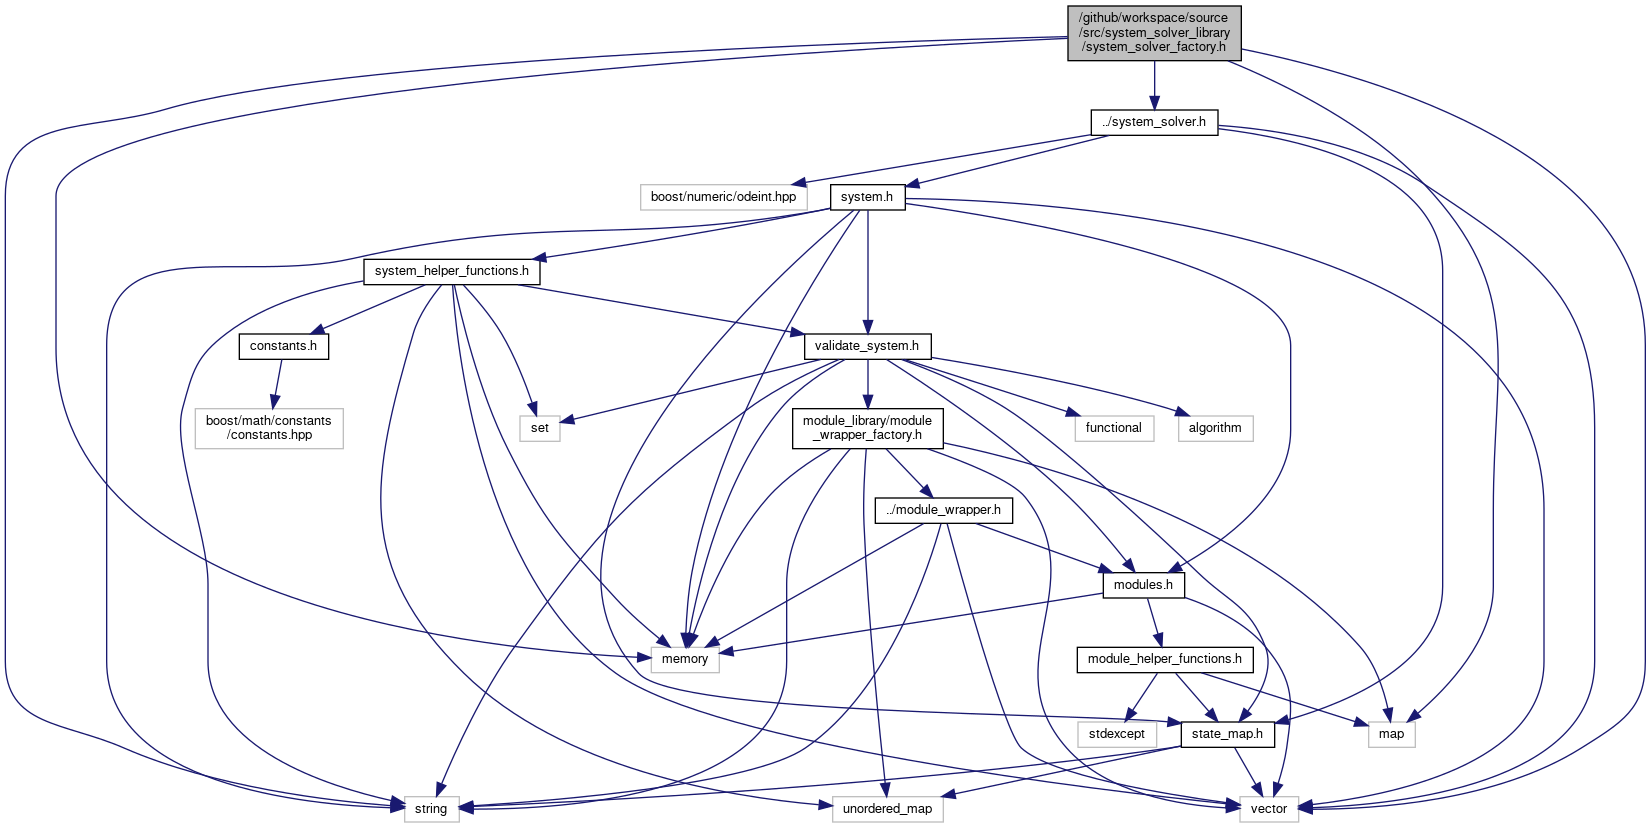 /github/workspace/source
/src/system_solver_library
/system_solver_factory.h
../system_solver.h
boost/numeric/odeint.hpp
system.h
system_helper_functions.h
constants.h
validate_system.h
boost/math/constants
/constants.hpp
set
module_library/module
_wrapper_factory.h
functional
algorithm
../module_wrapper.h
modules.h
memory
module_helper_functions.h
stdexcept
state_map.h
map
string
unordered_map
vector